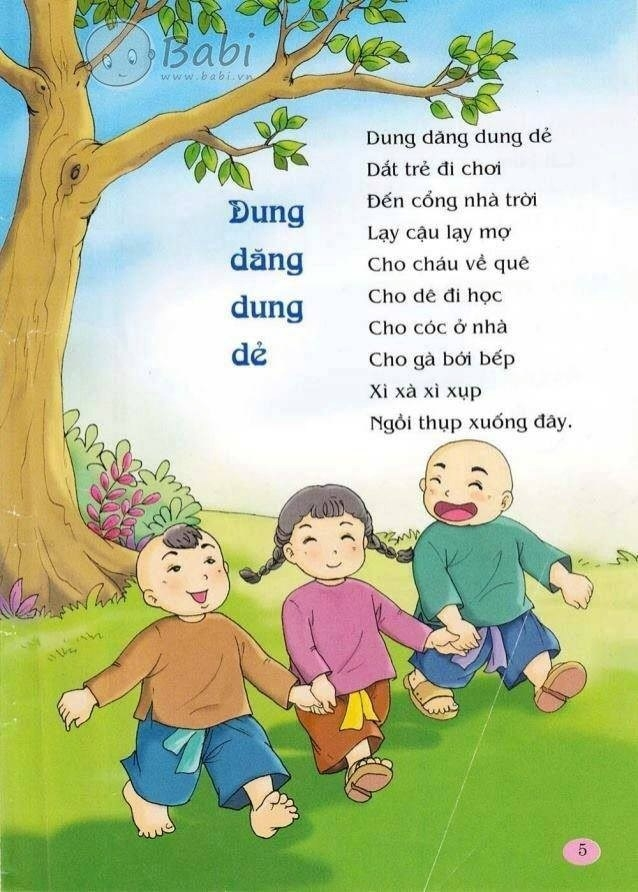 Babi
www.babi.vn
Dung
dăng
dung
dẻ
Dung dăng dung dẻ
Dắt trẻ đi chơi
Đến cổng nhà trời
Lạy cậu lạy mợ
Cho cháu về quê
Cho dê đi học
Cho cóc ở nhà
Cho gà bới bếp
Xì xà xì xụp
Ngồi thụp xuống đây.
5